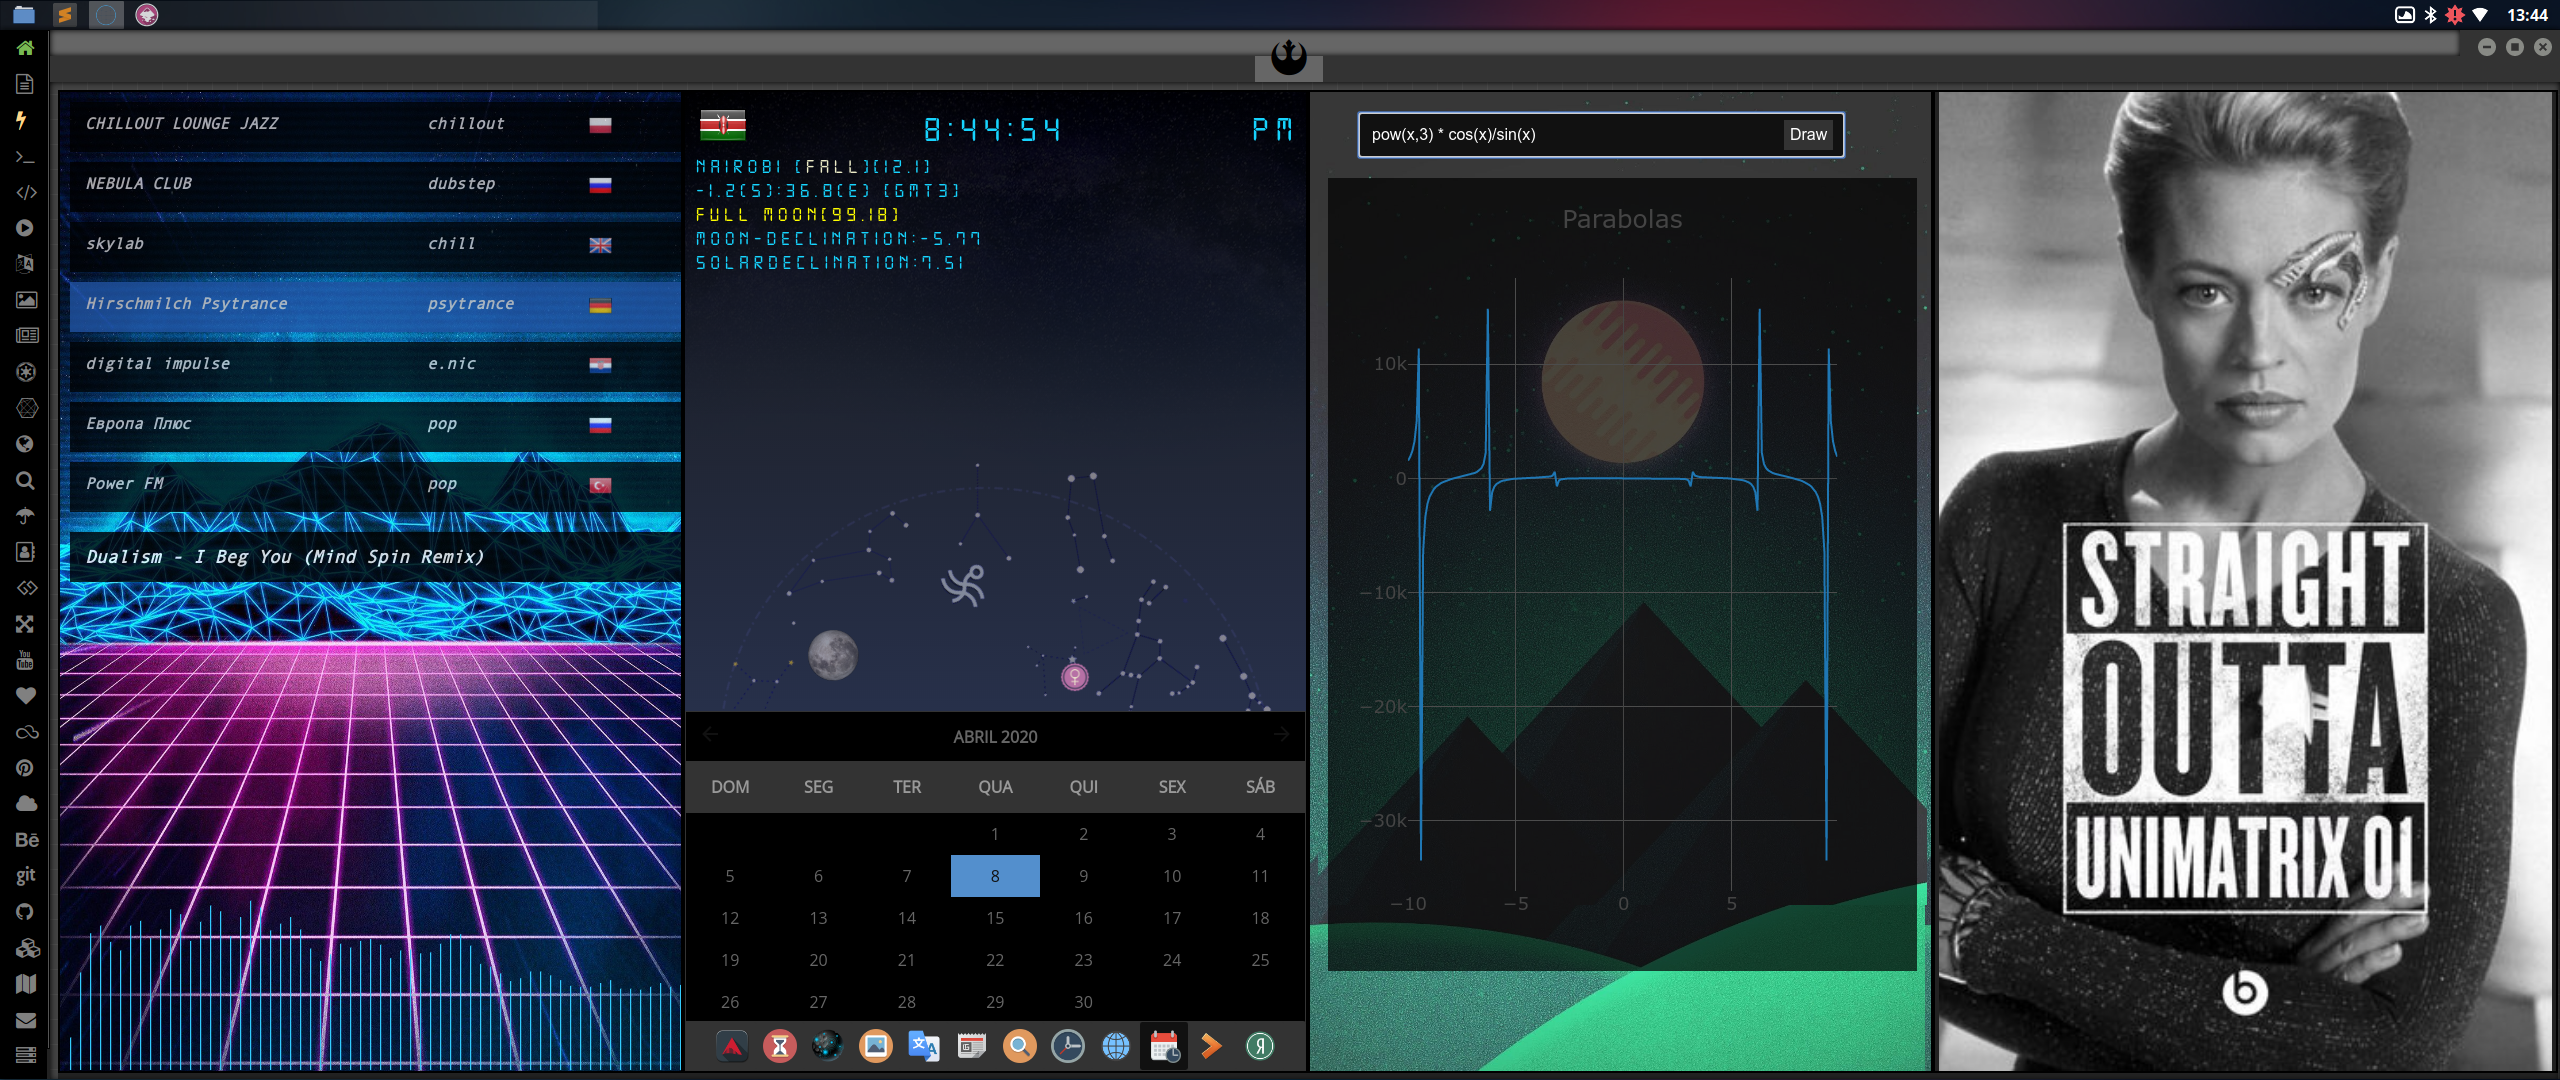 13:44
CHILLOUT LOUNGE JAZZ chillout
NEBULA CLUB dubstep
skylab chill
Hirschmilch Psytrance psytrance
digital impulse e.nic
Европа Плюс pop
Power FM pop
Dualism - I Beg You (Mind Spin Remix)
8:44:54 PM
NAIROBI [FALL][12.1]
-1.2(S):36.8(E) [GMT3]
FULL MOON[99.18]
MOON-DECLINATION:-5.77
SOLARDECLINATION:7.51
ABRIL 2020
DOM SEG TER QUA QUI SEX SÁB
1 2 3 4
5 6 7 8 9 10 11
12 13 14 15 16 17 18
19 20 21 22 23 24 25
26 27 28 29 30
pow(x,3) * cos(x)/sin(x) Draw
Parabolas
10k
0
−10k
−20k
−30k
−10 −5 0 5
STRAIGHT
OUTTA
UNIMATRIX 01
b
You
Tube
Bē
git
文A
Я